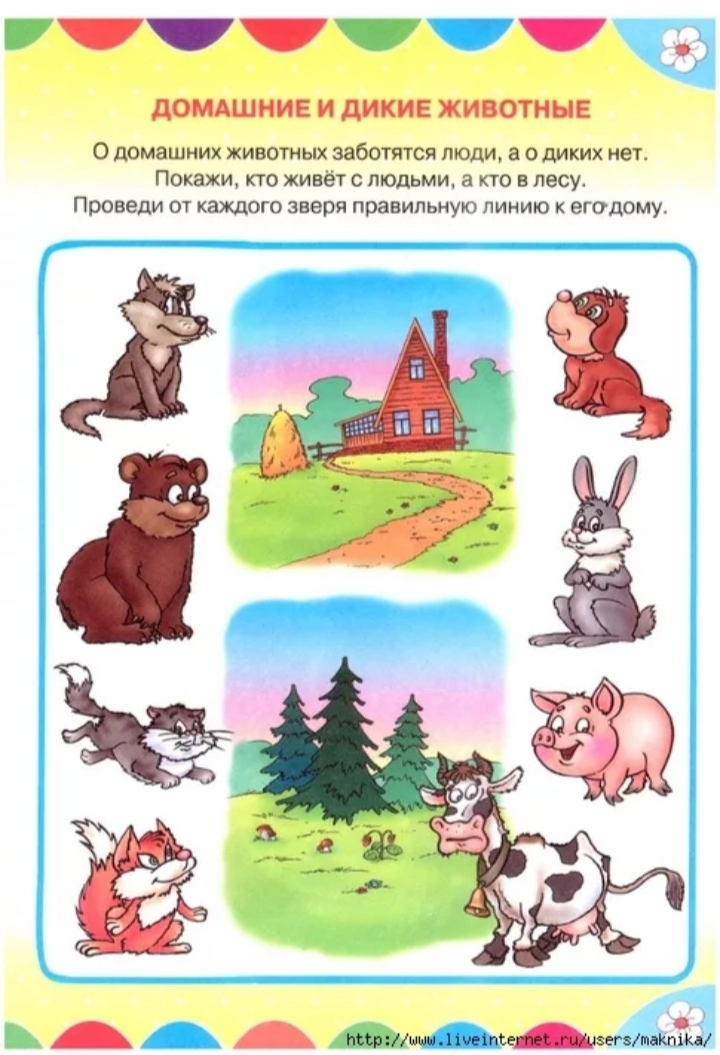 ДОМАШНИЕ И ДИКИЕ ЖИВОТНЫЕ
О домашних животных заботятся люди, а о диких нет.
Покажи, кто живёт с людьми, а кто в лесу.
Проведи от каждого зверя правильную линию к его дому.
http://www.liveinternet.ru/users/maknika/